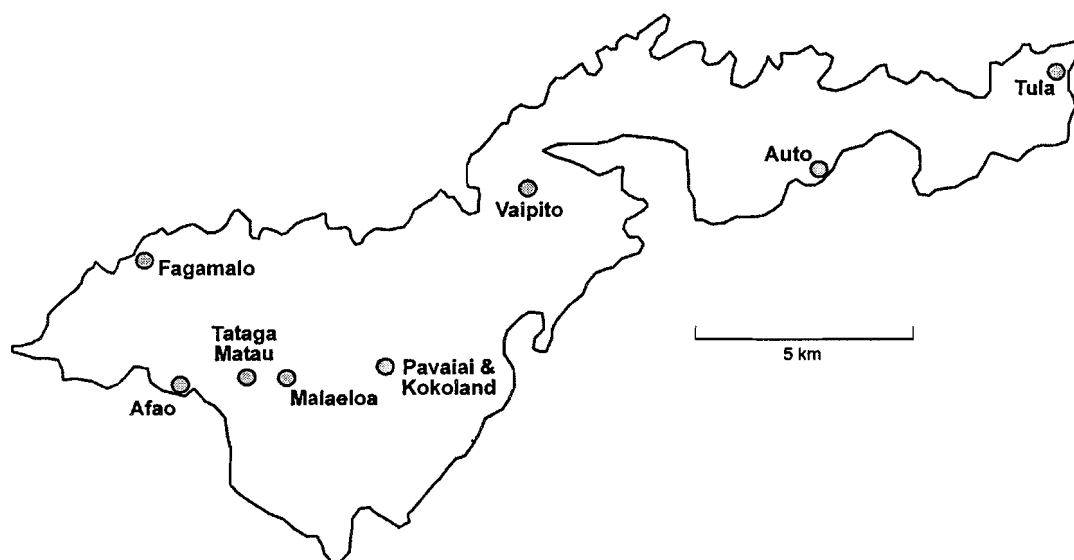 Tula
Auto
Vaipito
Fagamalo
Tataga
Matau
Malaeloa
Pavaiai &
Kokoland
Afao
5 km